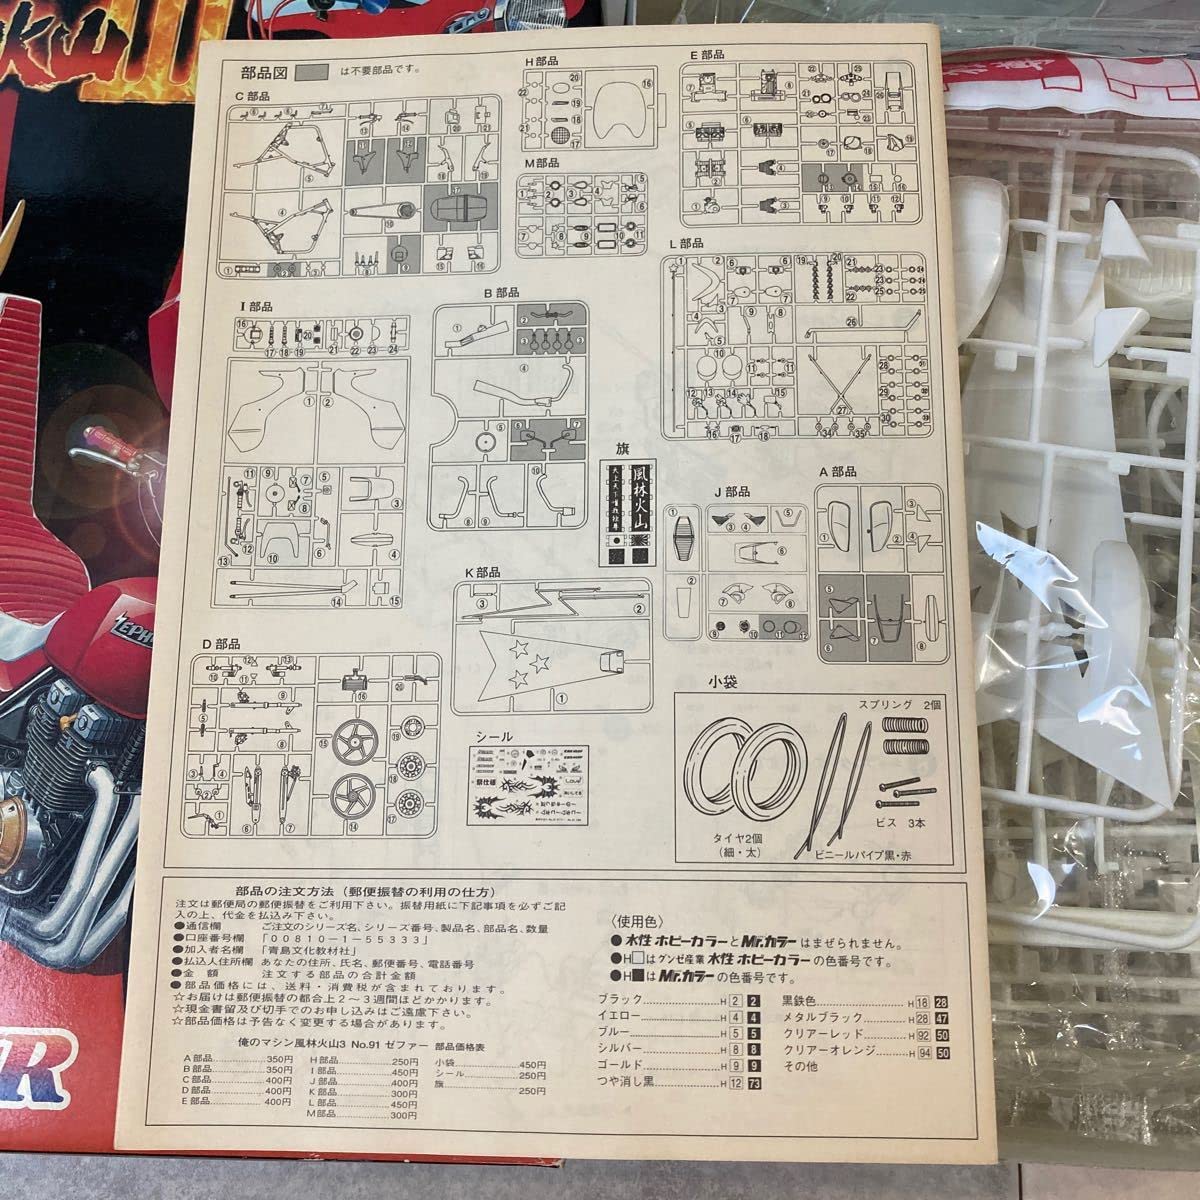 部品図 は不要部品です。
C部品
H部品
E部品
M部品
L部品
I部品
B部品
旗
風林火山
J部品
A部品
K部品
D部品
シール
小袋
スプリング 2個
タイヤ2個
(細・太)
ビニールパイプ黒・赤
ビス 3本
部品の注文方法(郵便振替の利用の仕方)
注文は郵便局の郵便振替をご利用下さい。振替用紙に下記事項を必ずご記
入の上、代金を払込み下さい。
●通信欄 ご注文のシリーズ名、シリーズ番号、製品名、部品名、数量
●口座番号欄 「00810-1-55333」
●加入者名欄 「青島文化教材社」
●払込人住所欄 あなたの住所、氏名、郵便番号、電話番号
●金 額 注文する部品の合計金額
●部品価格には、送料・消費税が含まれております。
☆お届けは郵便振替の都合上2~3週間ほどかかります。
☆現金書留及び切手でのお申し込みはご遠慮下さい。
☆部品価格は予告なく変更する場合があります。
俺のマシン風林火山3 No.91 ゼファー 部品価格表
A部品 350円
B部品 350円
C部品 400円
D部品 400円
E部品 400円
H部品 250円
I部品 450円
J部品 400円
K部品 300円
L部品 450円
M部品 300円
小袋 450円
シール 250円
旗 250円
〈使用色〉
●水性ホビーカラーとMr.カラーはまぜられません。
●H□はグンゼ産業 水性ホビーカラーの色番号です。
●H■はMr.カラーの色番号です。
ブラック H 2 2
イエロー H 4 4
ブルー H 5 5
シルバー H 8 8
ゴールド H 9 9
つや消し黒 H 12 73
黒鉄色 H 18 28
メタルブラック H 28 47
クリアーレッド H 92 50
クリアーオレンジ H 94 50
その他
ZEPH
R